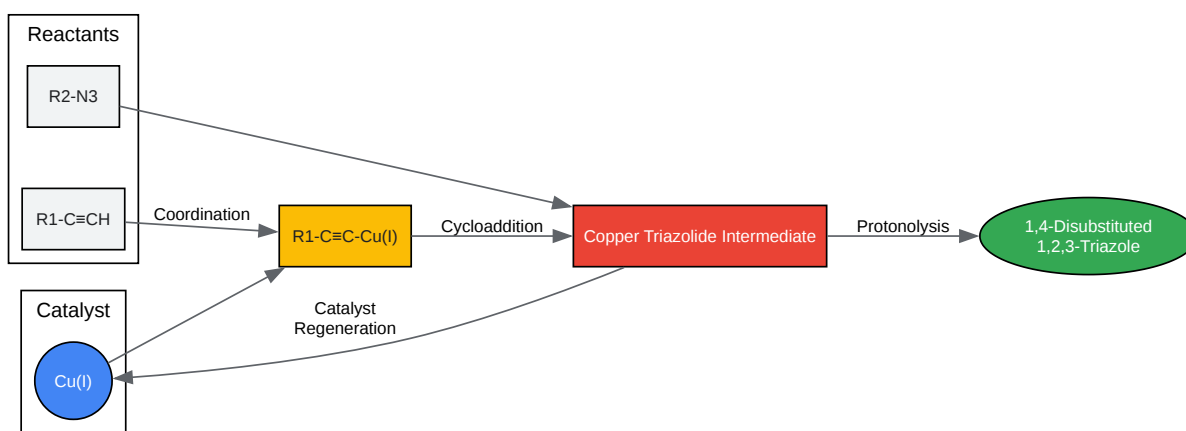 Reactants
R2-N3
R1-C≡CH
Coordination
R1-C≡C-Cu(I)
Cycloaddition
Copper Triazolide Intermediate
Protonolysis
1,4-Disubstituted
1,2,3-Triazole
Catalyst
Cu(I)
Catalyst
Regeneration